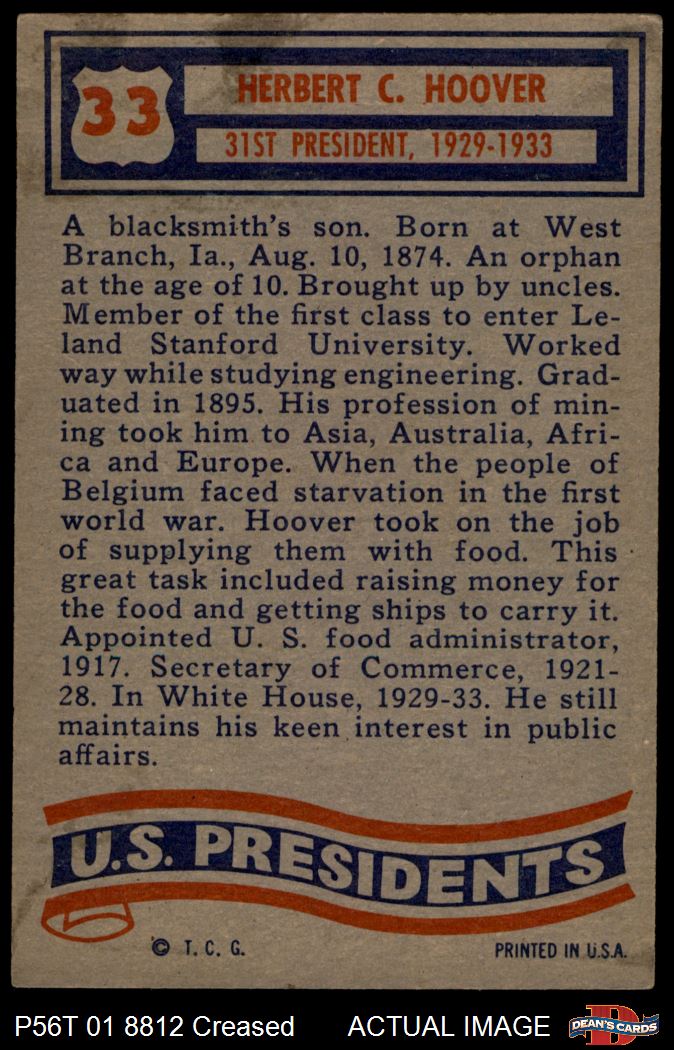 33
HERBERT C. HOOVER
31ST PRESIDENT, 1929-1933
A blacksmith's son. Born at West
Branch, Ia., Aug. 10, 1874. An orphan
at the age of 10. Brought up by uncles.
Member of the first class to enter Le-
land Stanford University. Worked
way while studying engineering. Grad-
uated in 1895. His profession of min-
ing took him to Asia, Australia, Afri-
ca and Europe. When the people of
Belgium faced starvation in the first
world war. Hoover took on the job
of supplying them with food. This
great task included raising money for
the food and getting ships to carry it.
Appointed U. S. food administrator,
1917. Secretary of Commerce, 1921-
28. In White House, 1929-33. He still
maintains his keen interest in public
affairs.
U.S. PRESIDENTS
© T. C. G.
PRINTED IN U.S.A.
P56T 01 8812 Creased
ACTUAL IMAGE
D
DEAN'S CARDS